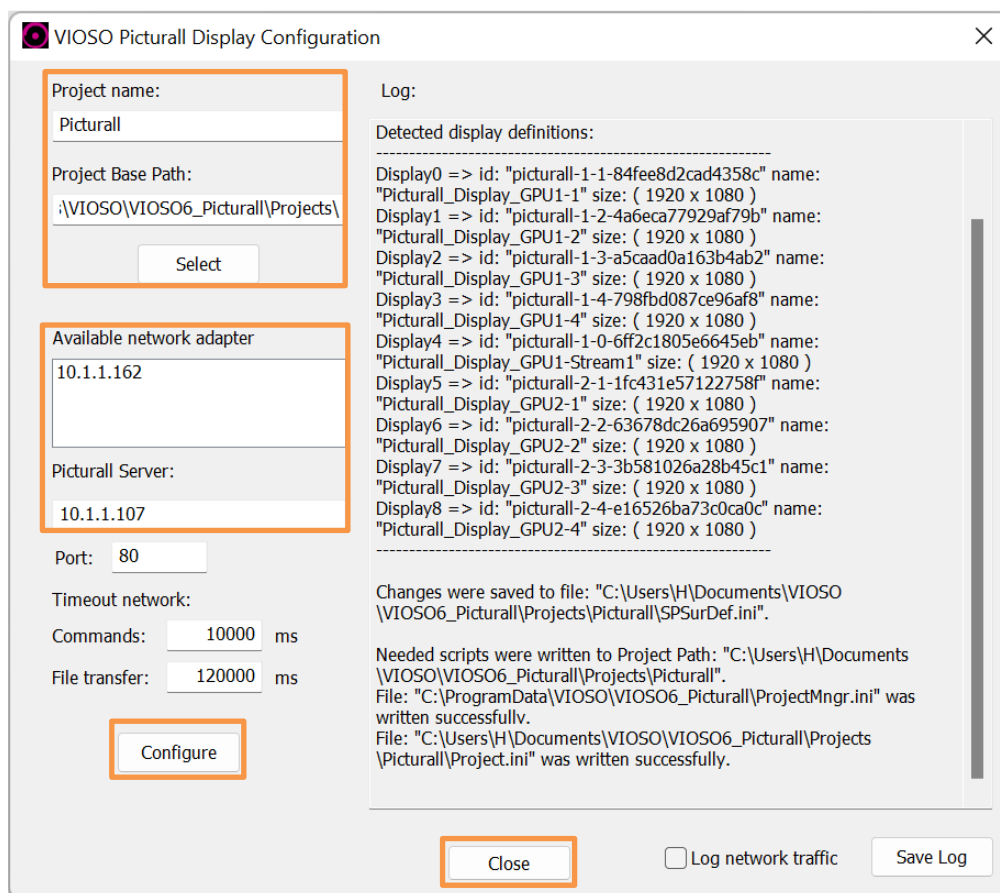 VIOSO Picturall Display Configuration
Project name:
Picturall
Project Base Path:
\VIOSO\VIOSO6_Picturall\Projects\
Select
Available network adapter
10.1.1.162
Picturall Server:
10.1.1.107
Port: 80
Timeout network:
Commands: 10000 ms
File transfer: 120000 ms
Configure
Log:
Detected display definitions:
------------------------------------------------------------
Display0 => id: "picturall-1-1-84fee8d2cad4358c" name:
"Picturall_Display_GPU1-1" size: ( 1920 x 1080 )
Display1 => id: "picturall-1-2-4a6eca77929af79b" name:
"Picturall_Display_GPU1-2" size: ( 1920 x 1080 )
Display2 => id: "picturall-1-3-a5caad0a163b4ab2" name:
"Picturall_Display_GPU1-3" size: ( 1920 x 1080 )
Display3 => id: "picturall-1-4-798fbd087ce96af8" name:
"Picturall_Display_GPU1-4" size: ( 1920 x 1080 )
Display4 => id: "picturall-1-0-6ff2c1805e6645eb" name:
"Picturall_Display_GPU1-Stream1" size: ( 1920 x 1080 )
Display5 => id: "picturall-2-1-1fc431e57122758f" name:
"Picturall_Display_GPU2-1" size: ( 1920 x 1080 )
Display6 => id: "picturall-2-2-63678dc26a695907" name:
"Picturall_Display_GPU2-2" size: ( 1920 x 1080 )
Display7 => id: "picturall-2-3-3b581026a28b45c1" name:
"Picturall_Display_GPU2-3" size: ( 1920 x 1080 )
Display8 => id: "picturall-2-4-e16526ba73c0ca0c" name:
"Picturall_Display_GPU2-4" size: ( 1920 x 1080 )
------------------------------------------------------------
Changes were saved to file: "C:\Users\H\Documents\VIOSO
\VIOSO6_Picturall\Projects\Picturall\SPSurDef.ini".
Needed scripts were written to Project Path: "C:\Users\H\Documents
\VIOSO\VIOSO6_Picturall\Projects\Picturall".
File: "C:\ProgramData\VIOSO\VIOSO6_Picturall\ProjectMngr.ini" was
written successfully.
File: "C:\Users\H\Documents\VIOSO\VIOSO6_Picturall\Projects
\Picturall\Project.ini" was written successfully.
Close
Log network traffic
Save Log